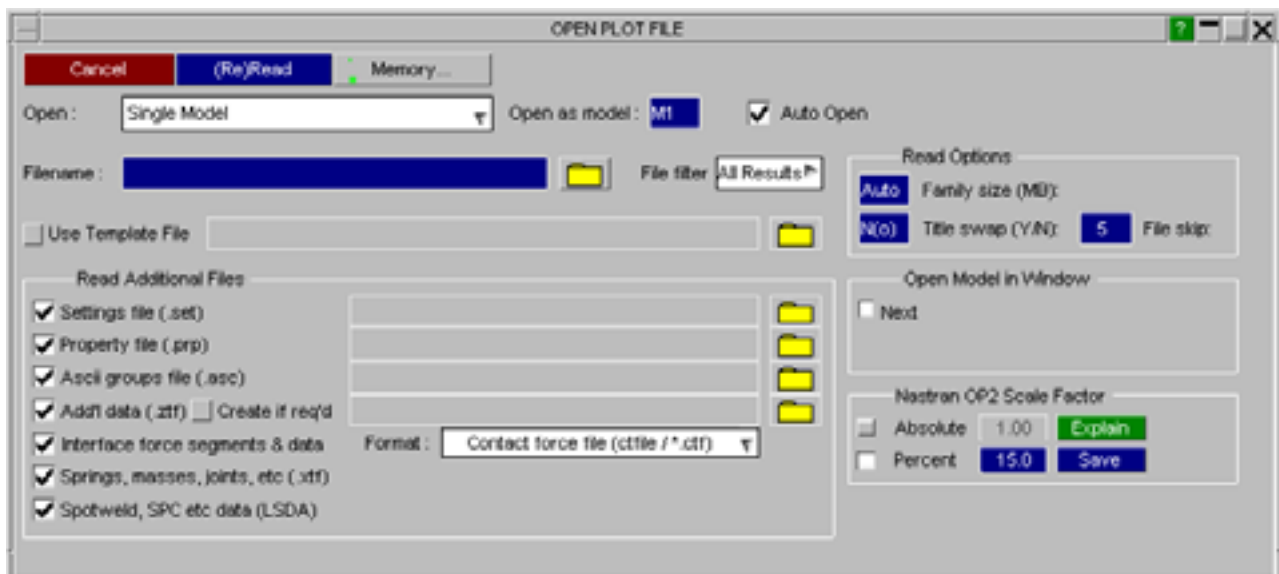 OPEN PLOT FILE ?
Cancel (Re)Read Memory...
Open : Single Model Open as model : M1 Auto Open
Filename : File filter All Results
Use Template File
Read Additional Files
Settings file (.set)
Property file (.prp)
Ascii groups file (.asc)
Add'l data (.ztf) Create if req'd
Interface force segments & data Format : Contact force file (ctfile / *.ctf)
Springs, masses, joints, etc (.xtf)
Spotweld, SPC etc data (LSDA)
Read Options
Auto Family size (MB):
N(o) Title swap (Y/N): 5 File skip:
Open Model in Window
Next
Nastran OP2 Scale Factor
Absolute 1.00 Explain
Percent 15.0 Save